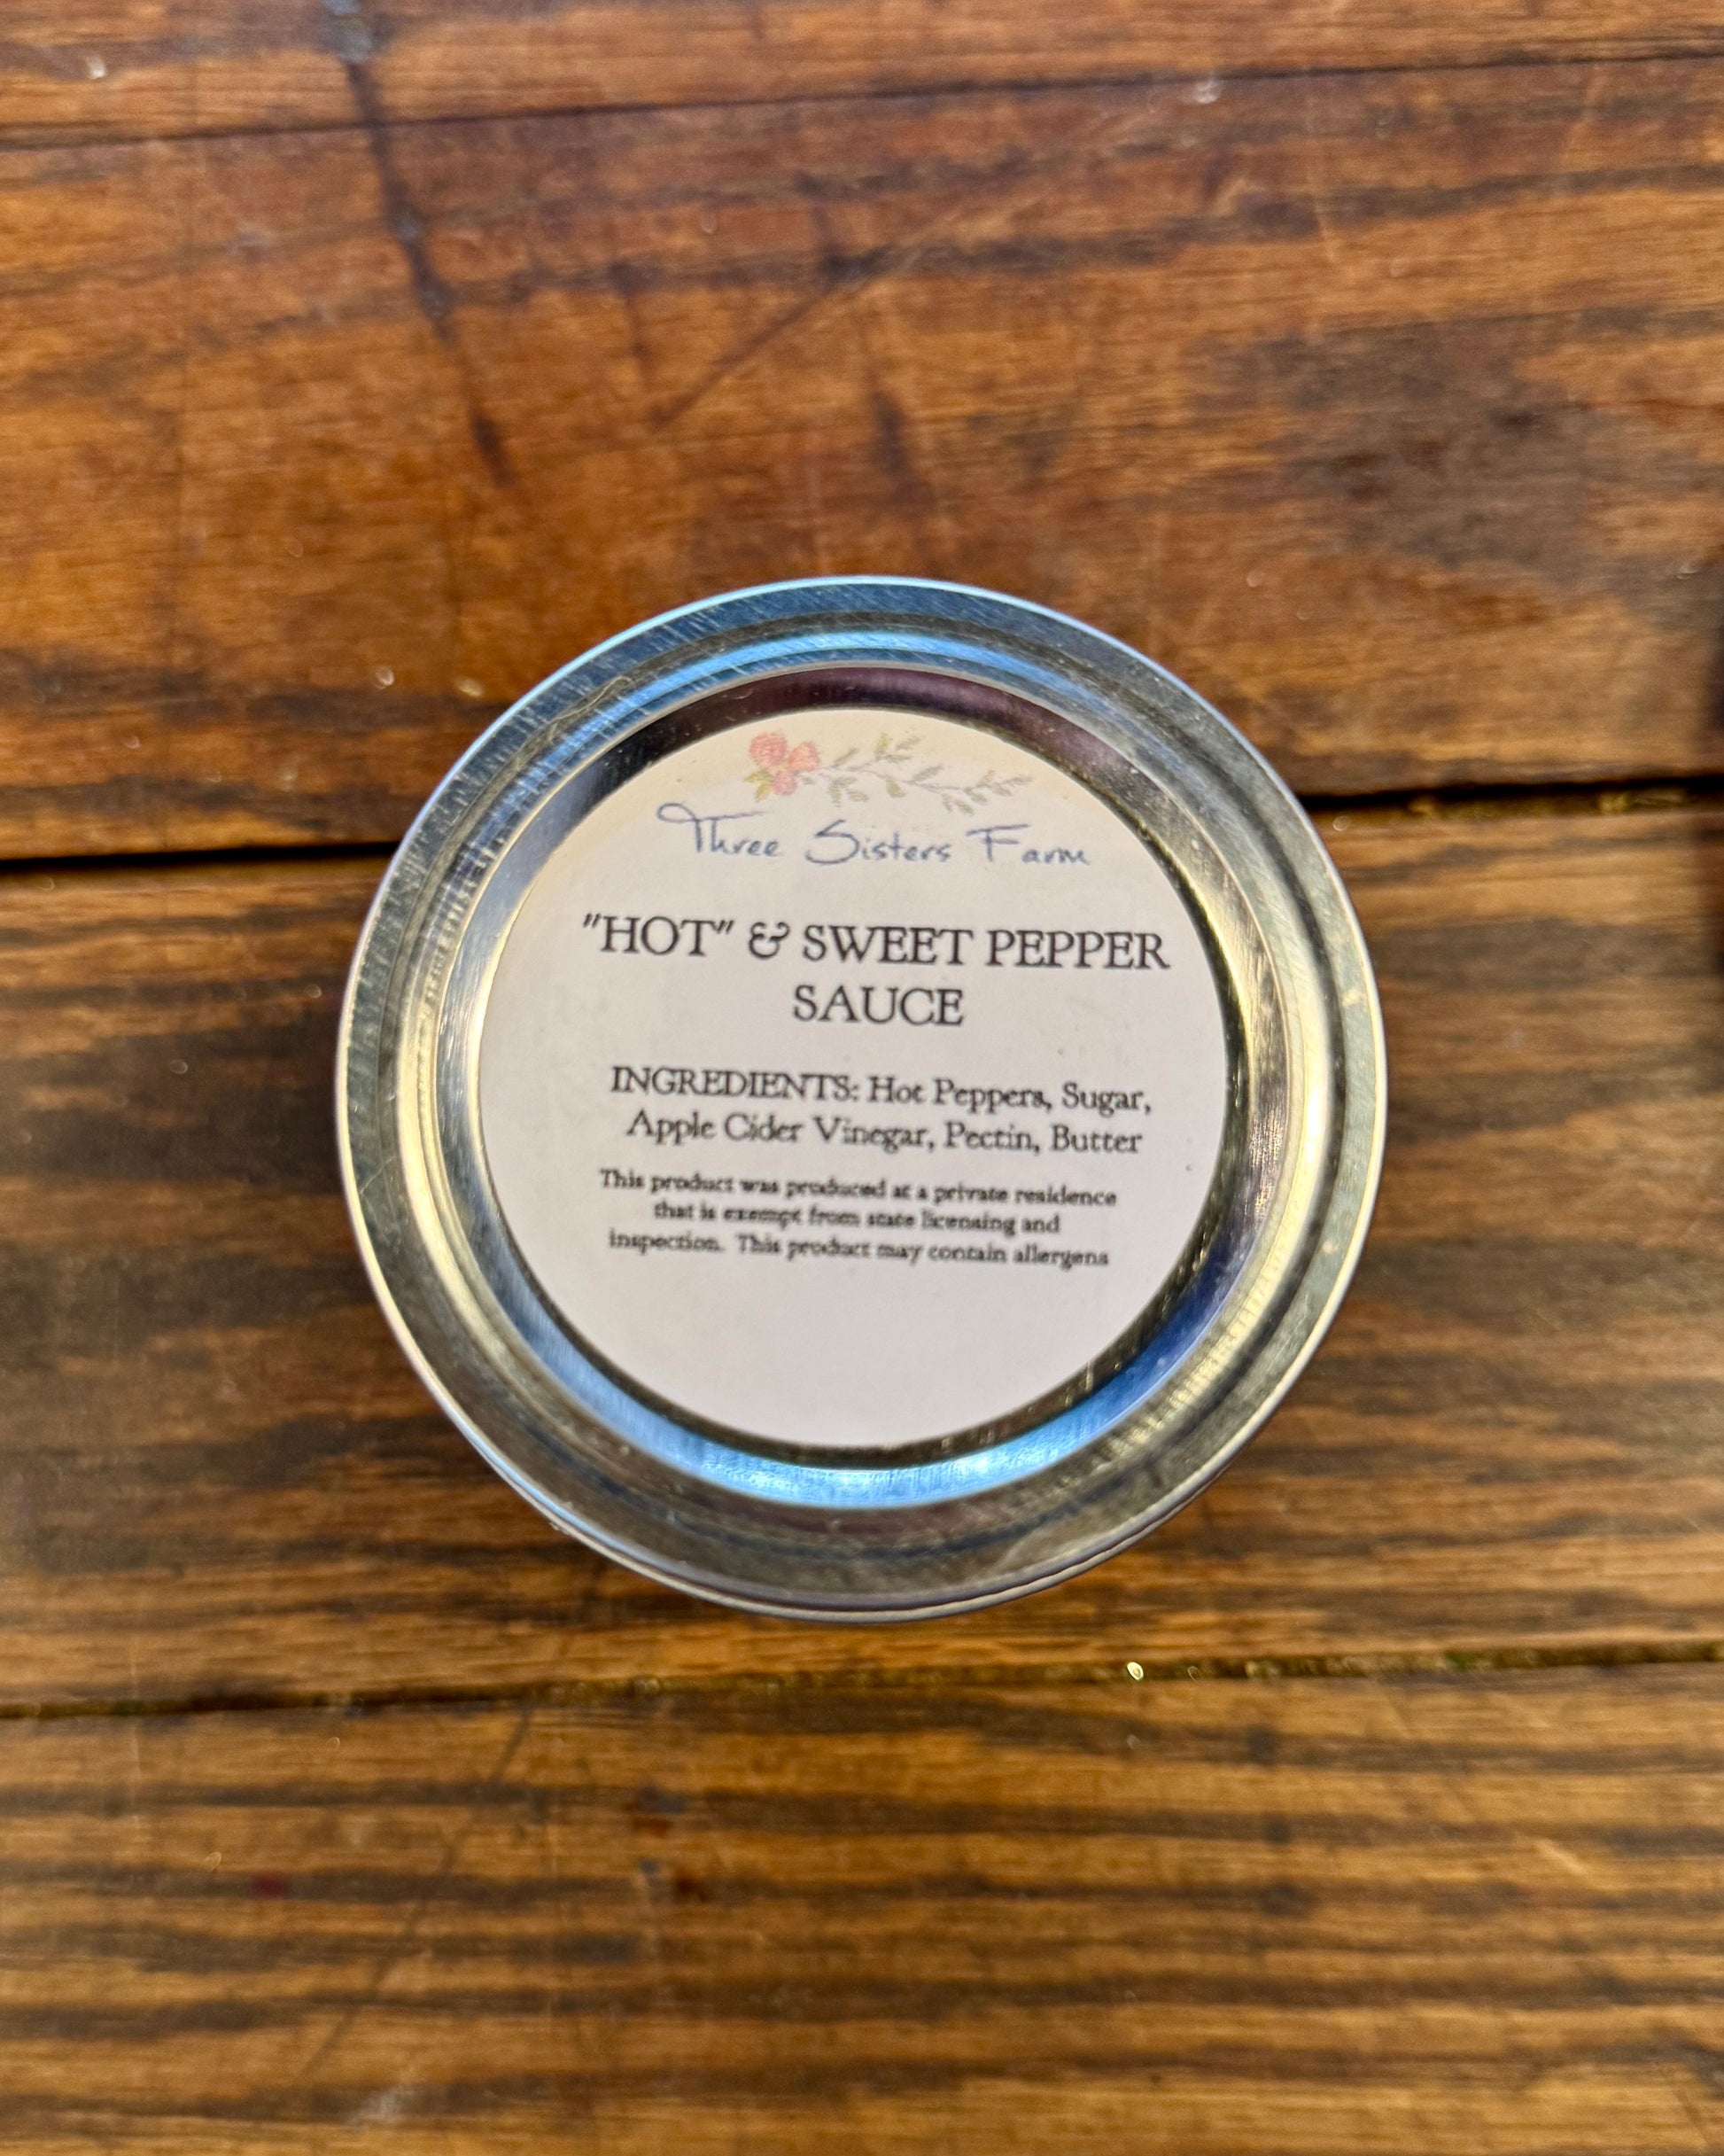 Three Sisters Farm
"HOT" & SWEET PEPPER
SAUCE
INGREDIENTS: Hot Peppers, Sugar,
Apple Cider Vinegar, Pectin, Butter
This product was produced at a private residence
that is exempt from state licensing and
inspection. This product may contain allergens